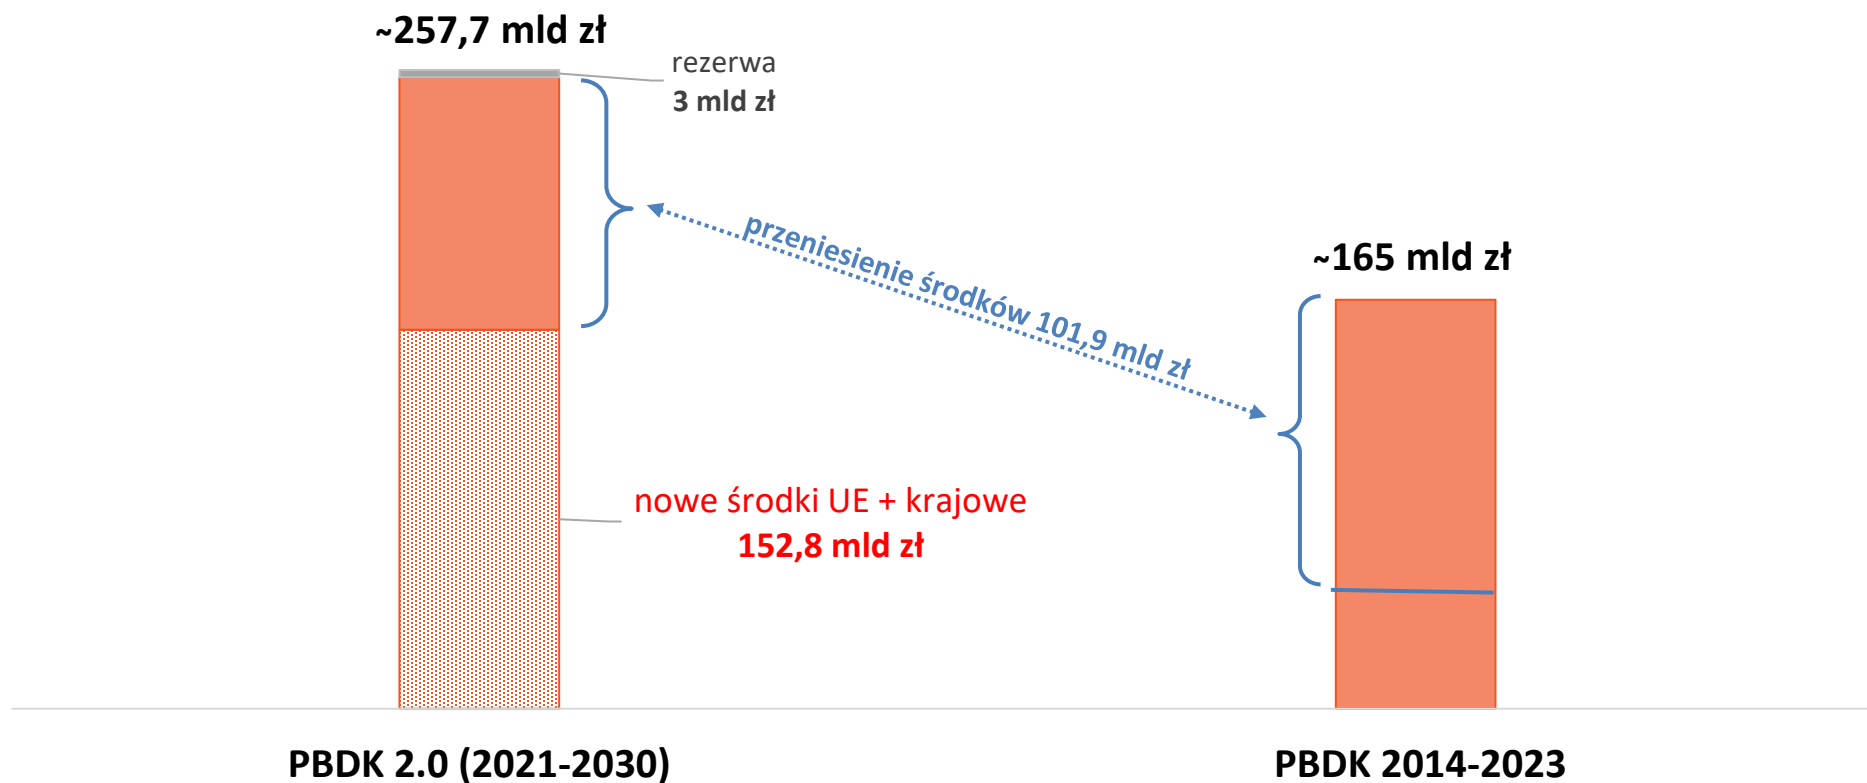 ~257,7 mld zł
rezerwa
3 mld zł
przeniesienie środków 101,9 mld zł
~165 mld zł
nowe środki UE + krajowe
152,8 mld zł
PBDK 2.0 (2021-2030)
PBDK 2014-2023